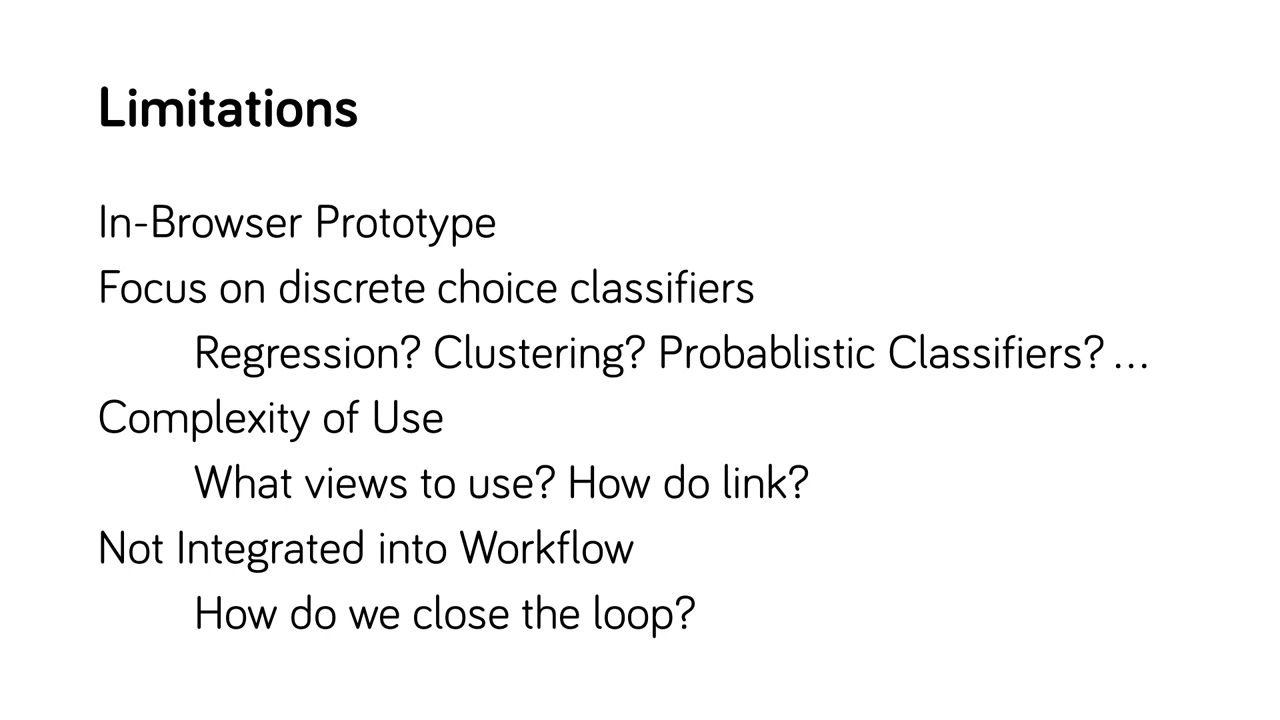 Limitations
In-Browser Prototype
Focus on discrete choice classifiers
Regression? Clustering? Probablistic Classifiers? ...
Complexity of Use
What views to use? How do link?
Not Integrated into Workflow
How do we close the loop?